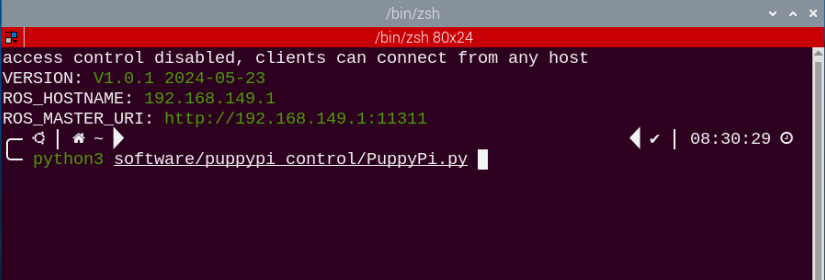 /bin/zsh
/bin/zsh 80x24
access control disabled, clients can connect from any host
VERSION: V1.0.1 2024-05-23
ROS_HOSTNAME: 192.168.149.1
ROS_MASTER_URI: http://192.168.149.1:11311
~ ✔ 08:30:29
python3 software/puppypi_control/PuppyPi.py